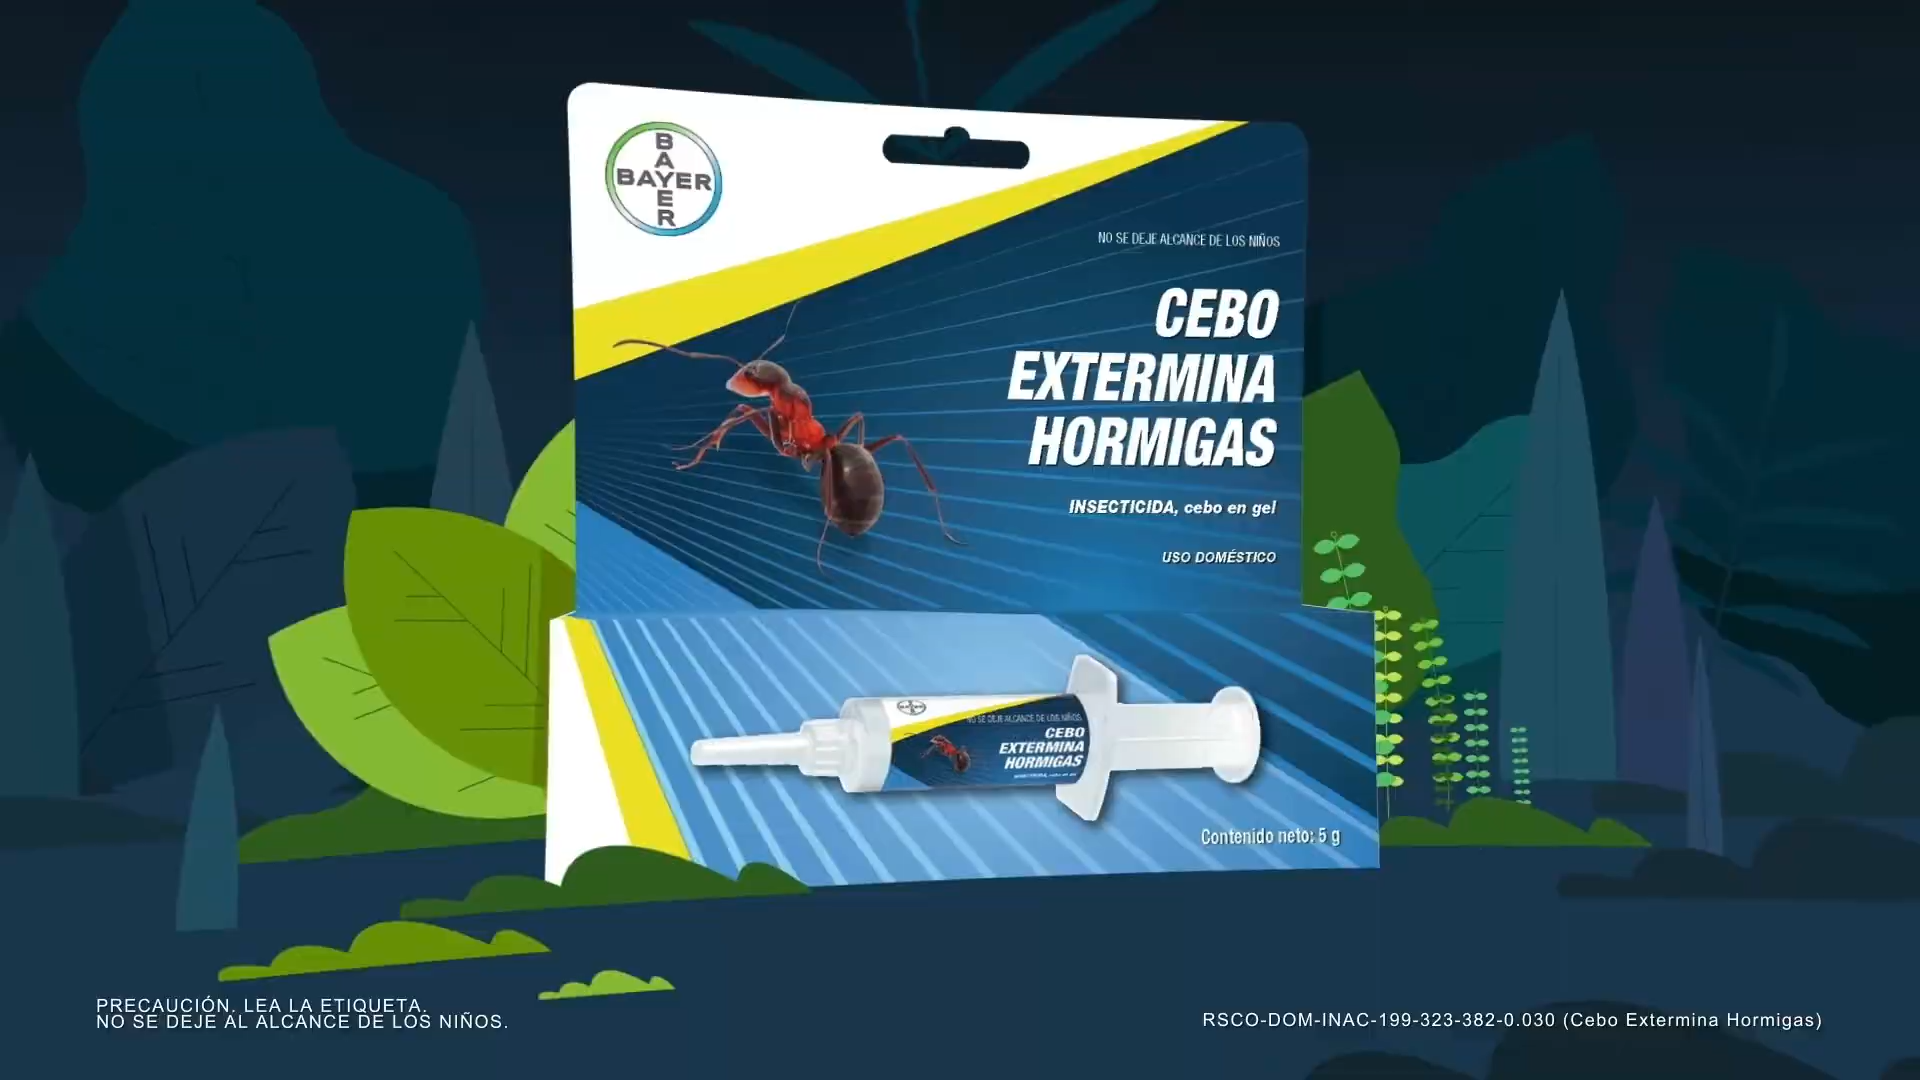 BAYER
BAYER
NO SE DEJE ALCANCE DE LOS NIÑOS
CEBO
EXTERMINA
HORMIGAS
INSECTICIDA, cebo en gel
USO DOMÉSTICO
BAYER
NO SE DEJE ALCANCE DE LOS NIÑOS
CEBO
EXTERMINA
HORMIGAS
Contenido neto: 5 g
PRECAUCIÓN. LEA LA ETIQUETA.
NO SE DEJE AL ALCANCE DE LOS NIÑOS.
RSCO-DOM-INAC-199-323-382-0.030 (Cebo Extermina Hormigas)